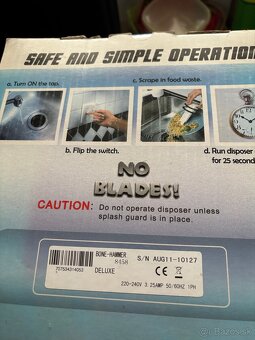 SAFE AND SIMPLE OPERATION
a. Turn ON the tap.
c. Scrape in food waste.
b. Flip the switch.
d. Run disposer
for 25 second
NO
BLADES!
CAUTION: Do not operate disposer unless
splash guard is in place.
BONE-HAMMER
8458
S/N AUG11-10127
DELUXE
CE
220-240V 3.25AMP 50/60HZ 1PH